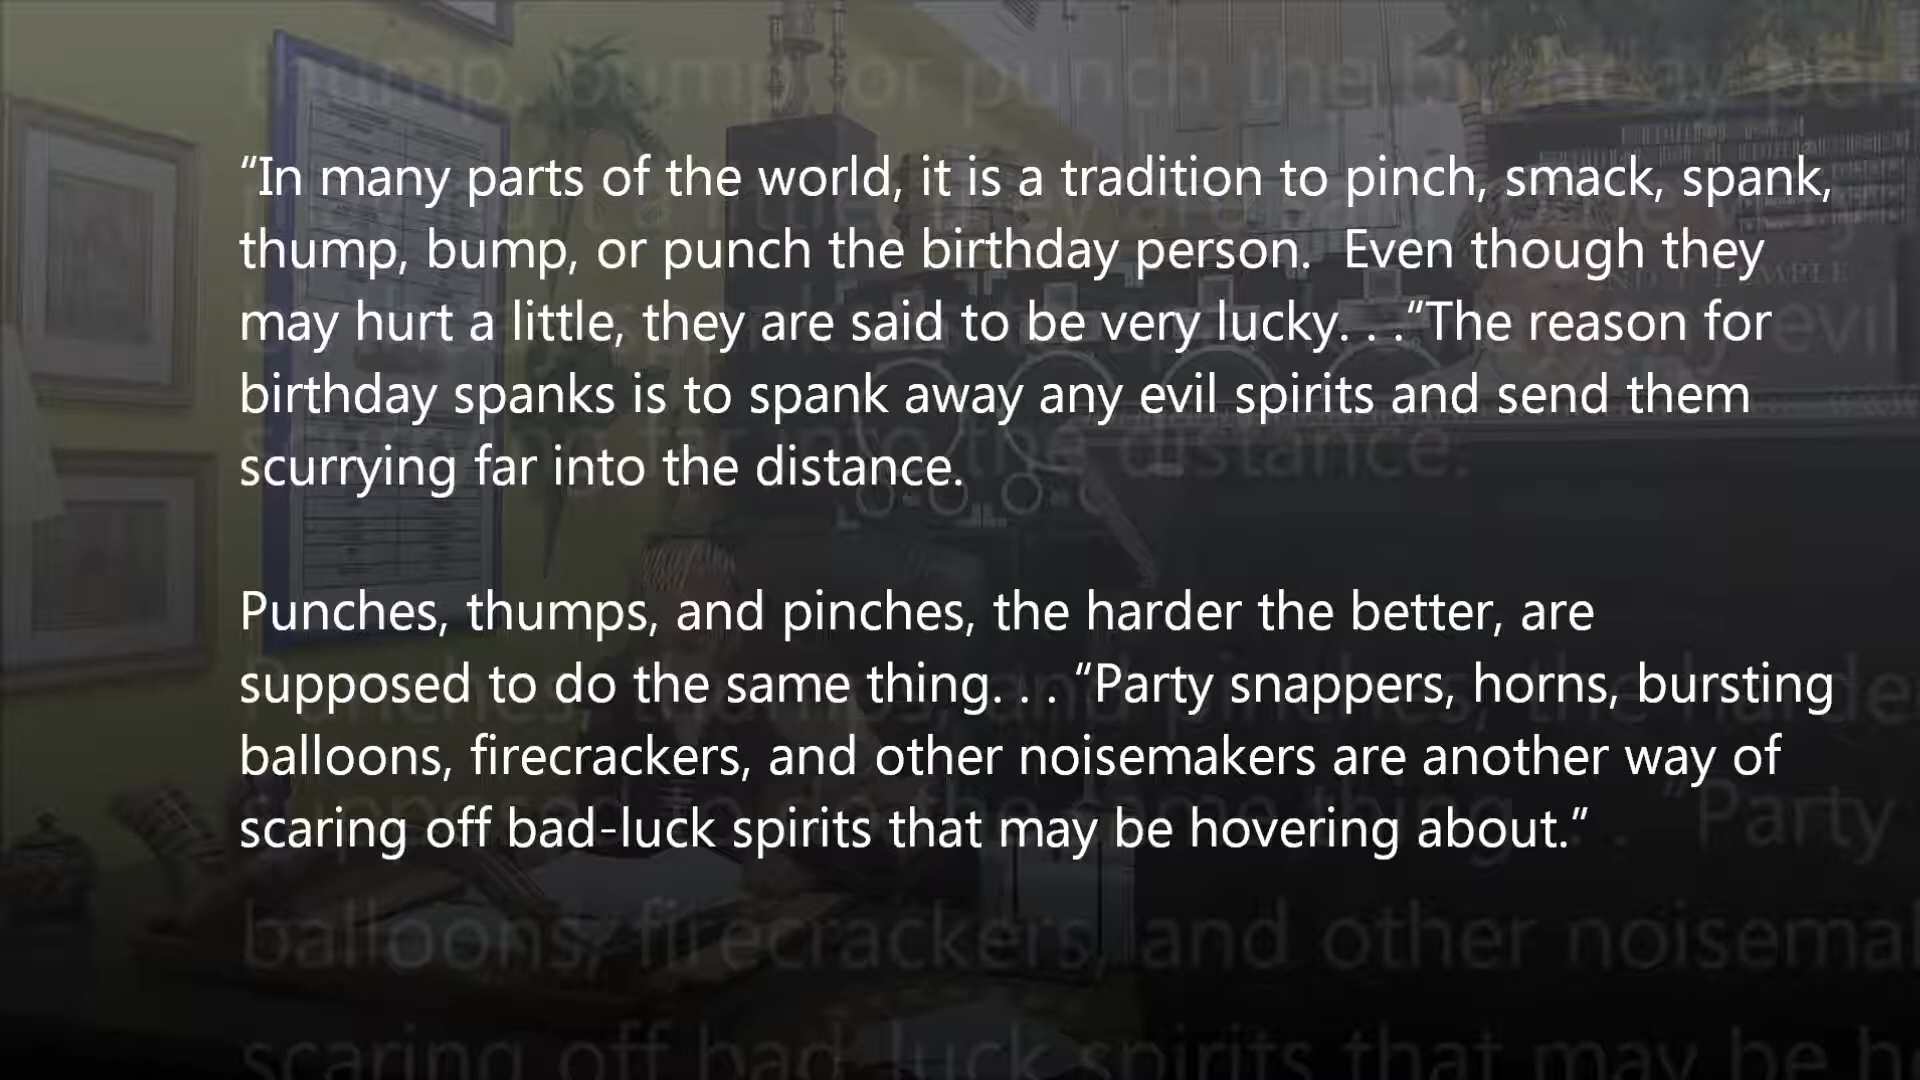 “In many parts of the world, it is a tradition to pinch, smack, spank,
thump, bump, or punch the birthday person.  Even though they
may hurt a little, they are said to be very lucky. . .“The reason for
birthday spanks is to spank away any evil spirits and send them
scurrying far into the distance.
Punches, thumps, and pinches, the harder the better, are
supposed to do the same thing. . . “Party snappers, horns, bursting
balloons, firecrackers, and other noisemakers are another way of
scaring off bad-luck spirits that may be hovering about.”